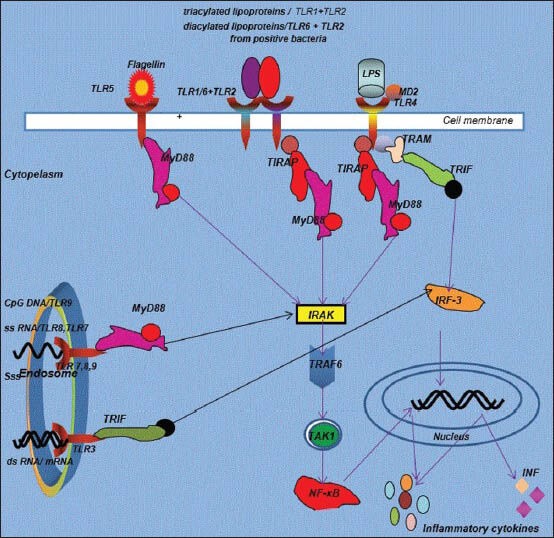 triacylated lipoproteins / TLR1+TLR2
diacylated lipoproteins/TLR6 + TLR2
from positive bacteria
Flagellin
LPS
TLR5
TLR1/6+TLR2
MD2
TLR4
+
Cell membrane
TRAM
MyD88
TIRAP
TIRAP
TRIF
Cytopelasm
MyD88
MyD88
CpG DNA/TLR9
MyD88
IRAK
IRF-3
ss RNA/TLR8,TLR7
TLR 7,8,9
Sss
Endosome
TRAF6
TRIF
TAK1
Nucleus
TLR3
ds RNA/ mRNA
INF
NF-κB
Inflammatory cytokines